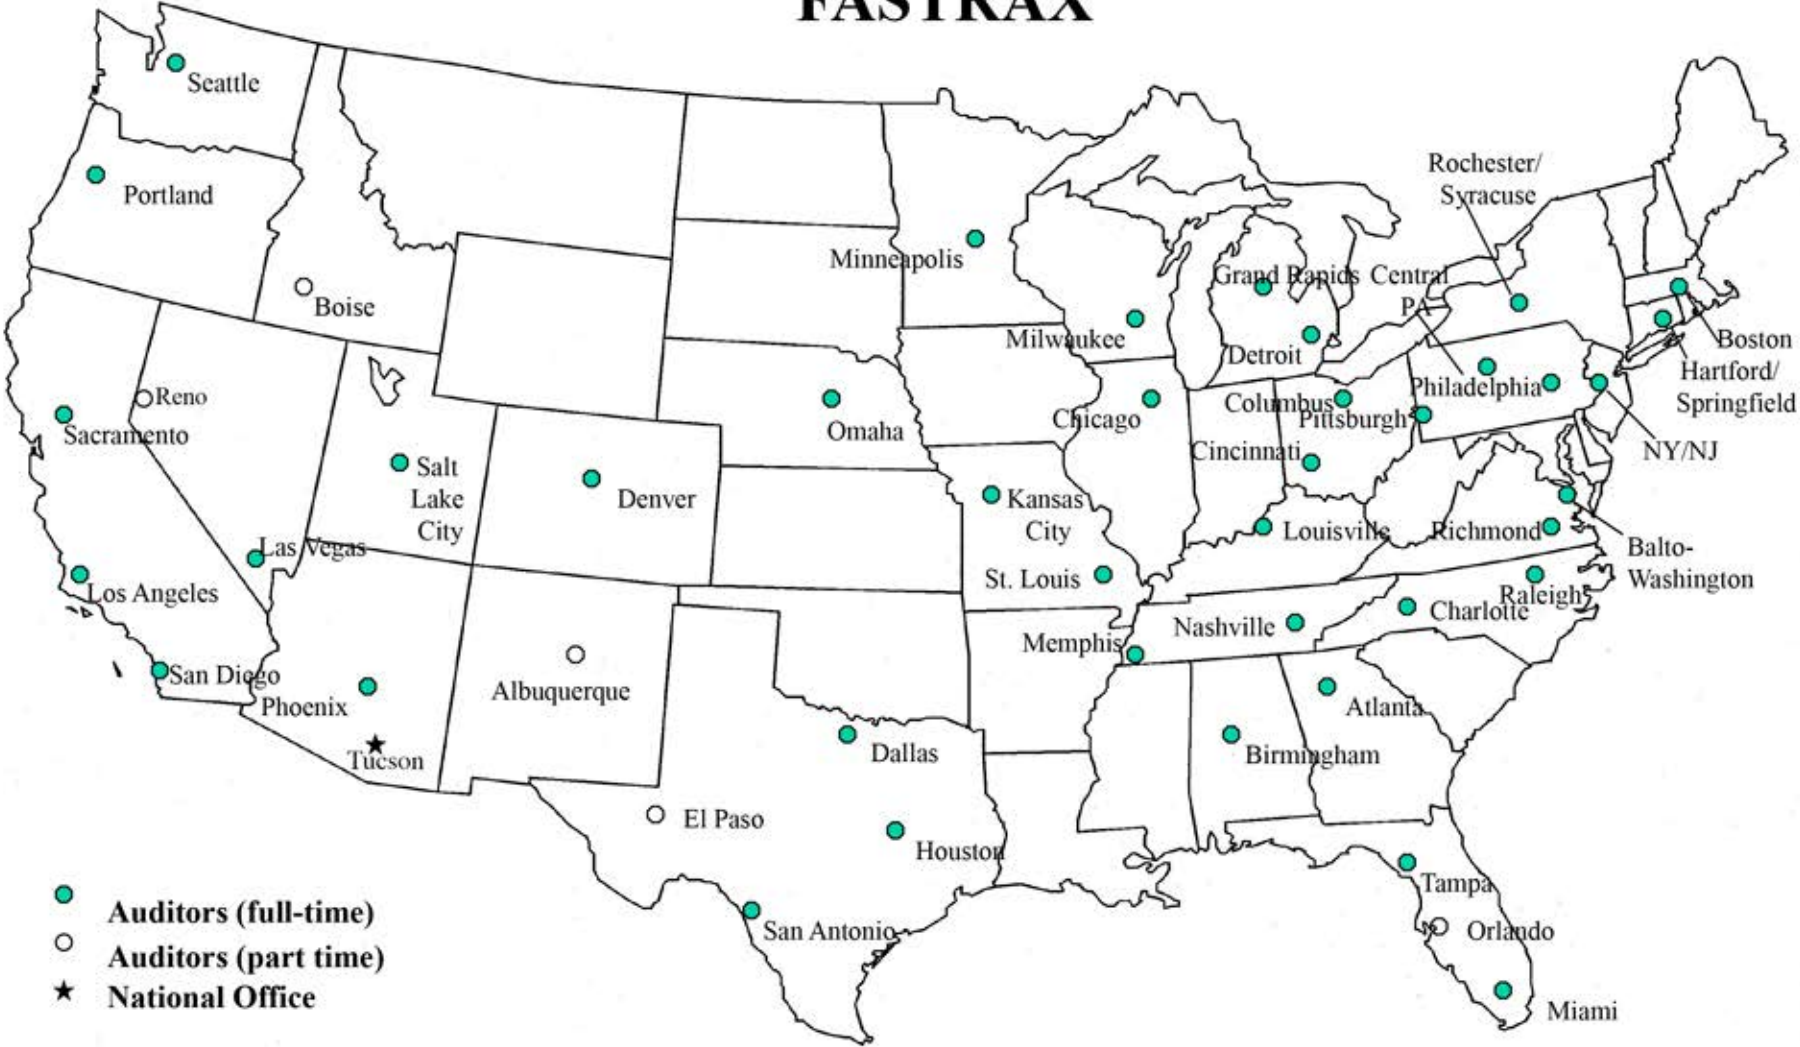 FASTRAX
Seattle
Portland
Boise
Reno
Sacramento
Salt
Lake
City
Denver
Las Vegas
Los Angeles
San Diego
Phoenix
Tucson
Albuquerque
El Paso
Dallas
Houston
San Antonio
Minneapolis
Omaha
Kansas
City
St. Louis
Milwaukee
Chicago
Grand Rapids
Detroit
Columbus
Cincinnati
Louisville
Nashville
Memphis
Birmingham
Atlanta
Charlotte
Raleigh
Richmond
Rochester/
Syracuse
Central
PA
Philadelphia
Pittsburgh
Boston
Hartford/
Springfield
NY/NJ
Balto-
Washington
Tampa
Orlando
Miami
Auditors (full-time)
Auditors (part time)
National Office